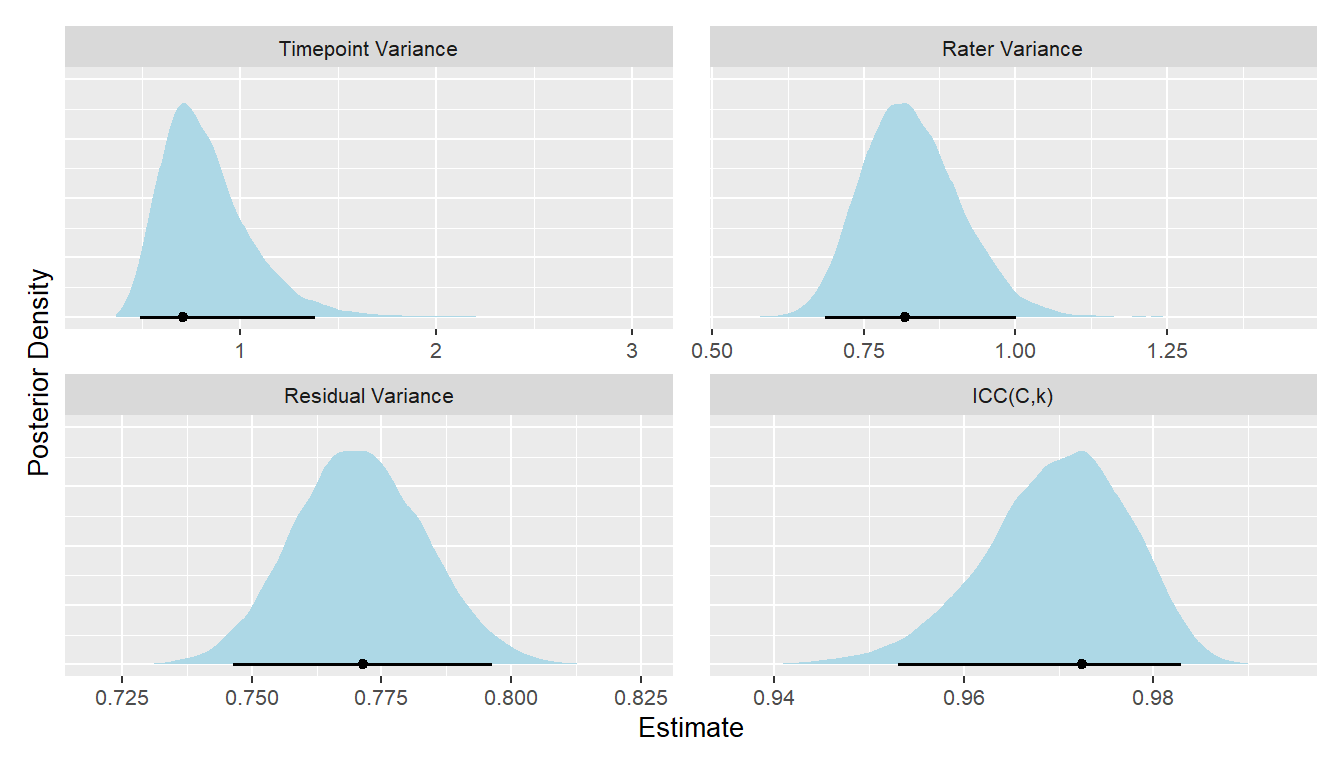 Timepoint Variance
Rater Variance
1 2 3
0.50 0.75 1.00 1.25
Residual Variance
ICC(C,k)
0.725 0.750 0.775 0.800 0.825
0.94 0.96 0.98
Posterior Density
Estimate